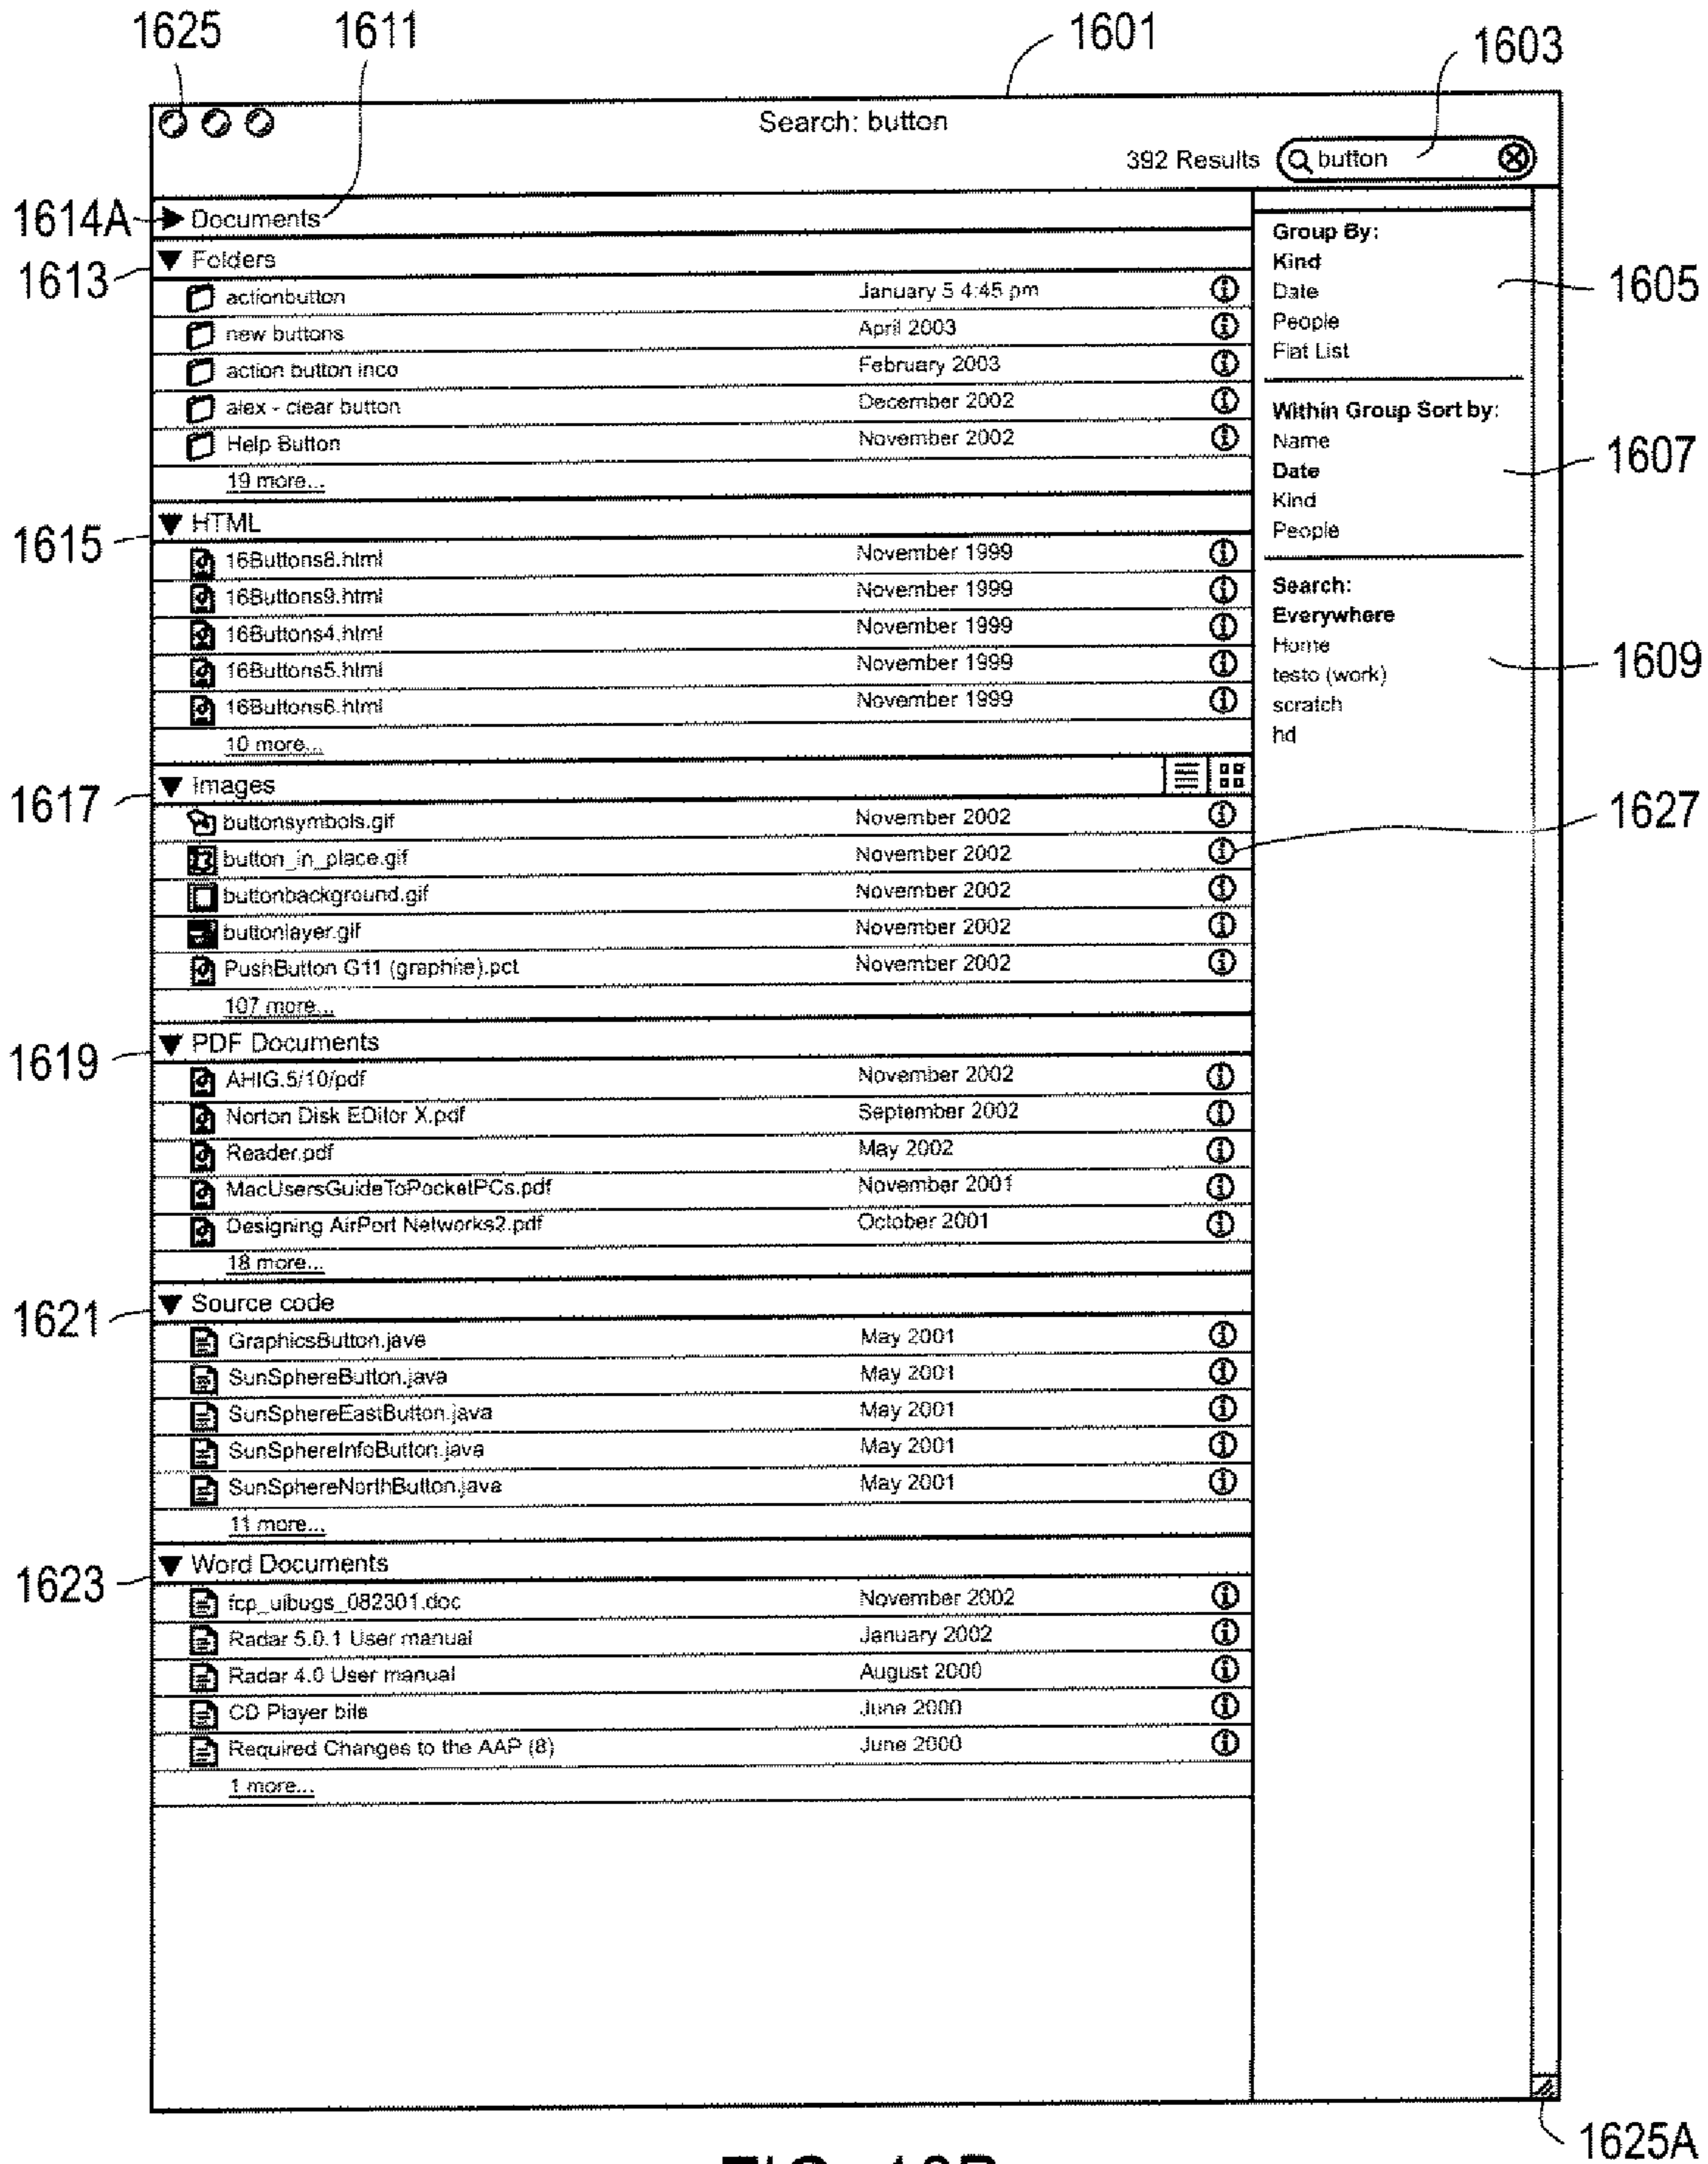 1625 1611 1601 1603
Search: button
392 Results button
1614A Documents
1613 Folders
actionbutton January 5 4:45 pm
new buttons April 2003
action button inco February 2003
alex - clear button December 2002
Help Button November 2002
19 more...
1615 HTML
16Buttons8.html November 1999
16Buttons9.html November 1999
16Buttons4.html November 1999
16Buttons5.html November 1999
16Buttons6.html November 1999
10 more...
1617 Images
buttonsymbols.gif November 2002
button_in_place.gif November 2002
buttonbackground.gif November 2002
buttonlayer.gif November 2002
PushButton G11 (graphite).pct November 2002
107 more...
1619 PDF Documents
AHIG.5/10/pdf November 2002
Norton Disk EDitor X.pdf September 2002
Reader.pdf May 2002
MacUsersGuideToPocketPCs.pdf November 2001
Designing AirPort Networks2.pdf October 2001
18 more...
1621 Source code
GraphicsButton.jave May 2001
SunSphereButton.java May 2001
SunSphereEastButton.java May 2001
SunSphereInfoButton.java May 2001
SunSphereNorthButton.java May 2001
11 more...
1623 Word Documents
fcp_uibugs_082301.doc November 2002
Radar 5.0.1 User manual January 2002
Radar 4.0 User manual August 2000
CD Player bits June 2000
Required Changes to the AAP (8) June 2000
1 more...
Group By:
Kind
Date 1605
People
Flat List
Within Group Sort by:
Name
Date 1607
Kind
People
Search:
Everywhere
Home 1609
testo (work)
scratch
hd
1627
1625A